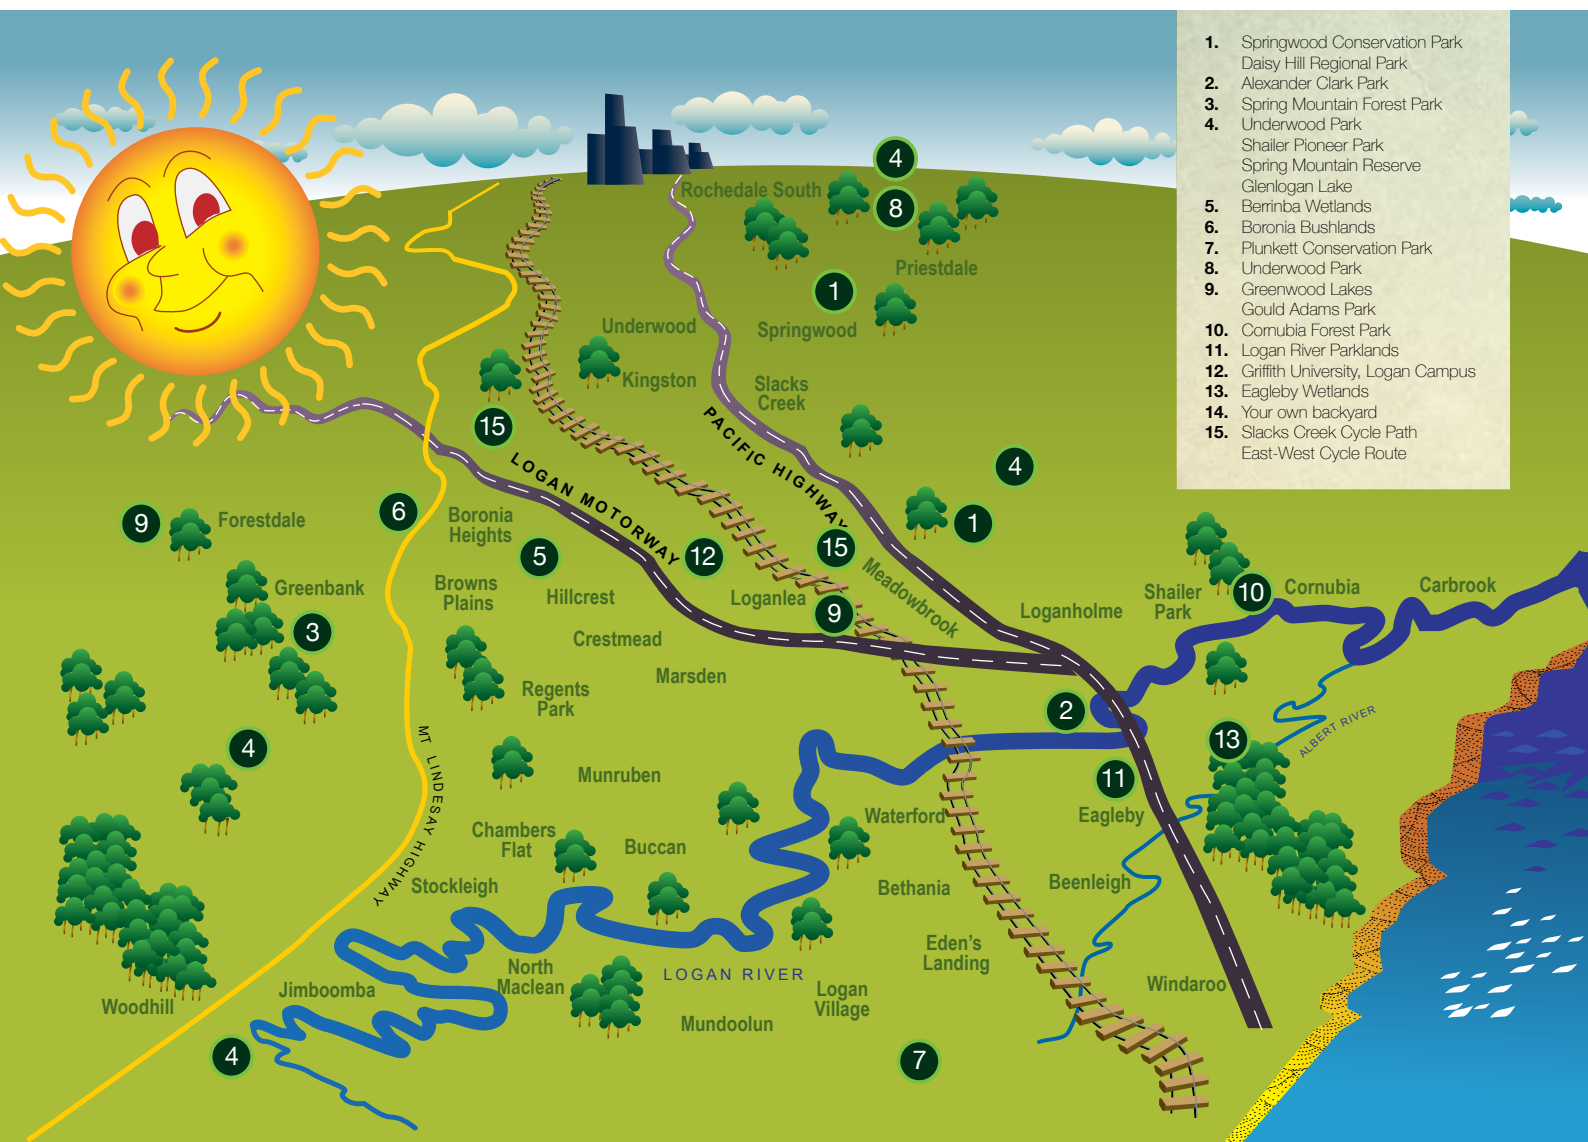 1. Springwood Conservation Park
Daisy Hill Regional Park
2. Alexander Clark Park
3. Spring Mountain Forest Park
4. Underwood Park
Shailer Pioneer Park
Spring Mountain Reserve
Glenlogan Lake
5. Berrinba Wetlands
6. Boronia Bushlands
7. Plunkett Conservation Park
8. Underwood Park
9. Greenwood Lakes
Gould Adams Park
10. Cornubia Forest Park
11. Logan River Parklands
12. Griffith University, Logan Campus
13. Eagleby Wetlands
14. Your own backyard
15. Slacks Creek Cycle Path
East-West Cycle Route
4
Rochedale South
8
Priestdale
1
Underwood
Springwood
Kingston
Slacks
Creek
15
PACIFIC HIGHWAY
LOGAN MOTORWAY
4
9
Forestdale
6
Boronia
Heights
1
5
12
15
Meadowbrook
Greenbank
Browns
Plains
Hillcrest
Loganlea
9
Loganholme
Shailer
Park
10
Cornubia
Carbrook
3
Crestmead
Marsden
Regents
Park
2
4
MT LINDESAY HIGHWAY
13
ALBERT RIVER
Munruben
11
Chambers
Flat
Buccan
Waterford
Eagleby
Stockleigh
Bethania
Beenleigh
Eden's
Landing
North
Maclean
LOGAN RIVER
Woodhill
Jimboomba
Logan
Village
Windaroo
Mundoolun
4
7